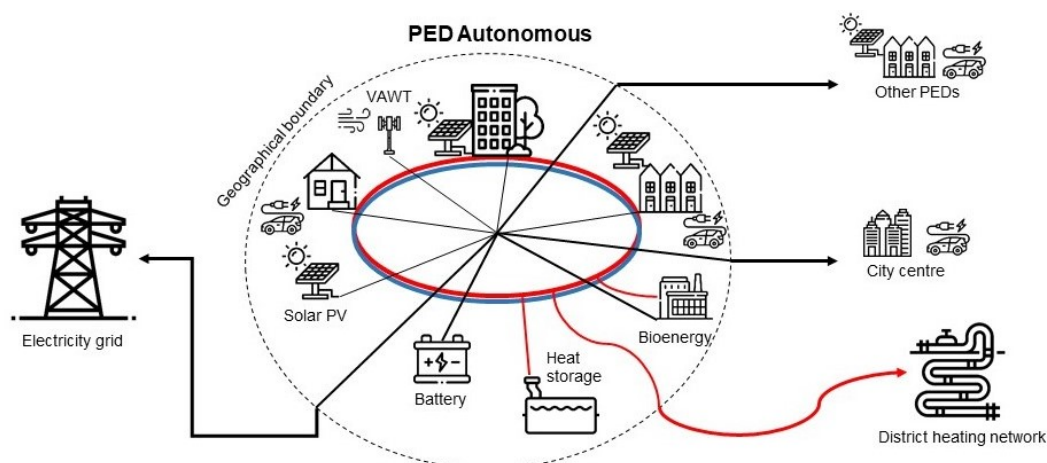 PED Autonomous
Other PEDs
VAWT
Geographical boundary
City centre
Solar PV
Bioenergy
Electricity grid
Heat
storage
Battery
District heating network